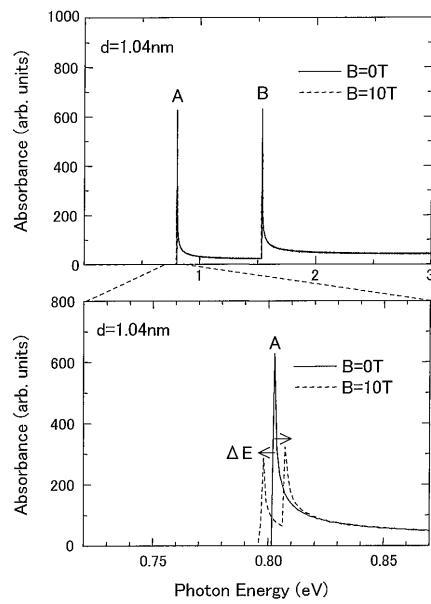 1000
d=1.04nm
B=0T
B=10T
A
B
800
600
400
200
0
1
2
3
Absorbance (arb. units)
800
d=1.04nm
A
B=0T
B=10T
ΔE
600
400
200
0
0.75
0.80
0.85
Absorbance (arb. units)
Photon Energy (eV)